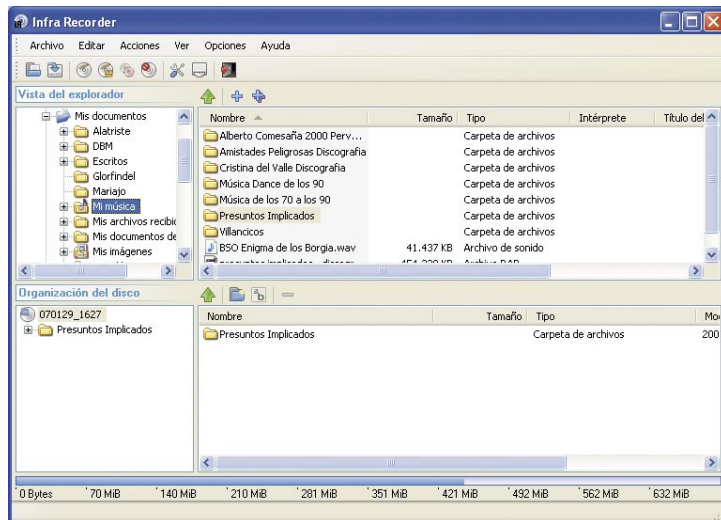 Infra Recorder
Archivo Editar Acciones Ver Opciones Ayuda
Vista del explorador
Mis documentos
Alatriste
DBM
Escritos
Glorfindel
Mariajo
Mi música
Mis archivos recibic
Mis documentos de
Mis imágenes
Nombre Tamaño Tipo Intérprete Título del
Alberto Comesaña 2000 Perv... Carpeta de archivos
Amistades Peligrosas Discografia Carpeta de archivos
Cristina del Valle Discografia Carpeta de archivos
Música Dance de los 90 Carpeta de archivos
Música de los 70 a los 90 Carpeta de archivos
Presuntos Implicados Carpeta de archivos
Villancicos Carpeta de archivos
BSO Enigma de los Borgia.wav 41.437 KB Archivo de sonido
Organización del disco
070129_1627
Presuntos Implicados
Nombre Tamaño Tipo Mo
Presuntos Implicados Carpeta de archivos 200
0 Bytes 70 MiB 140 MiB 210 MiB 281 MiB 351 MiB 421 MiB 492 MiB 562 MiB 632 MiB